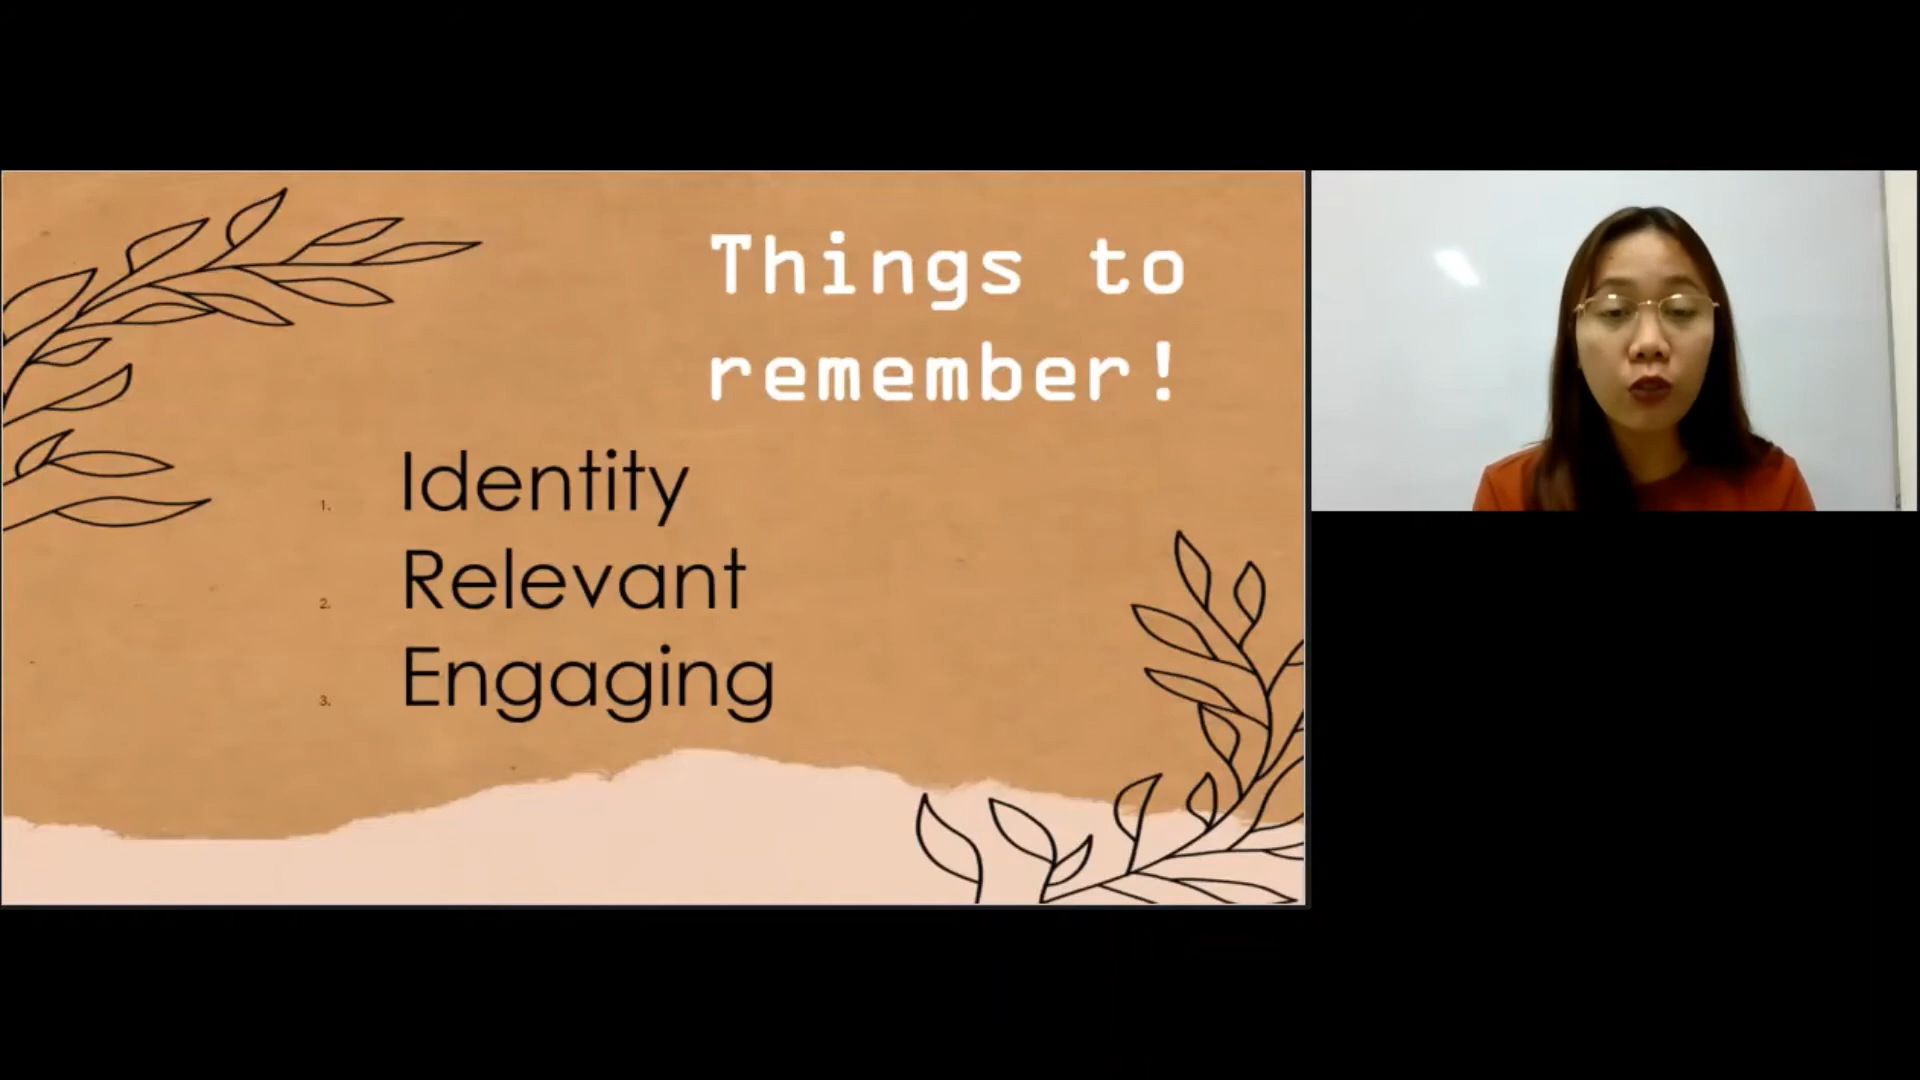 Things to
remember!
1. Identity
2. Relevant
3. Engaging